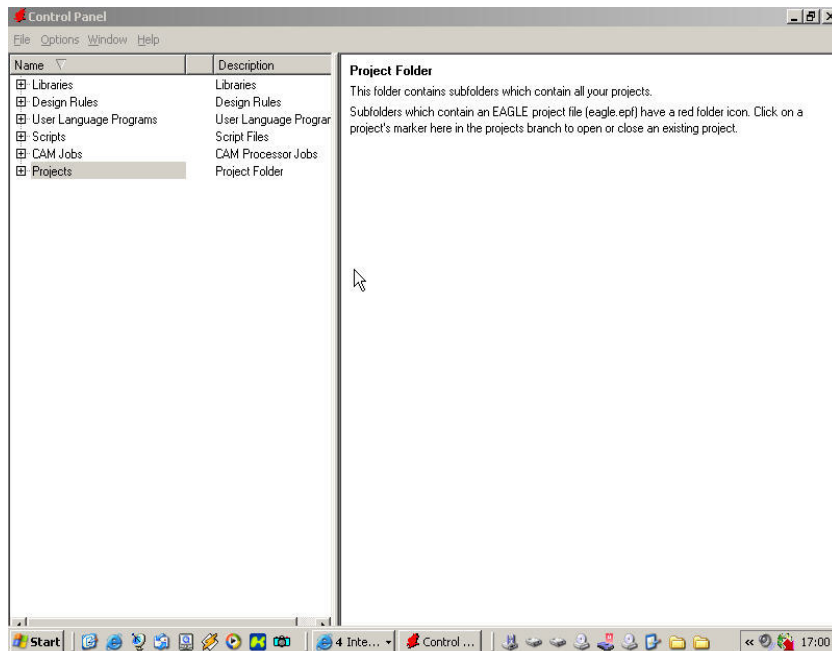 Control Panel
File Options Window Help
Name Description
Libraries Libraries
Design Rules Design Rules
User Language Programs User Language Prograr
Scripts Script Files
CAM Jobs CAM Processor Jobs
Projects Project Folder
Project Folder
This folder contains subfolders which contain all your projects.
Subfolders which contain an EAGLE project file (eagle.epf) have a red folder icon. Click on a
project's marker here in the projects branch to open or close an existing project.
Start 4 Inte... Control ... « 17:00